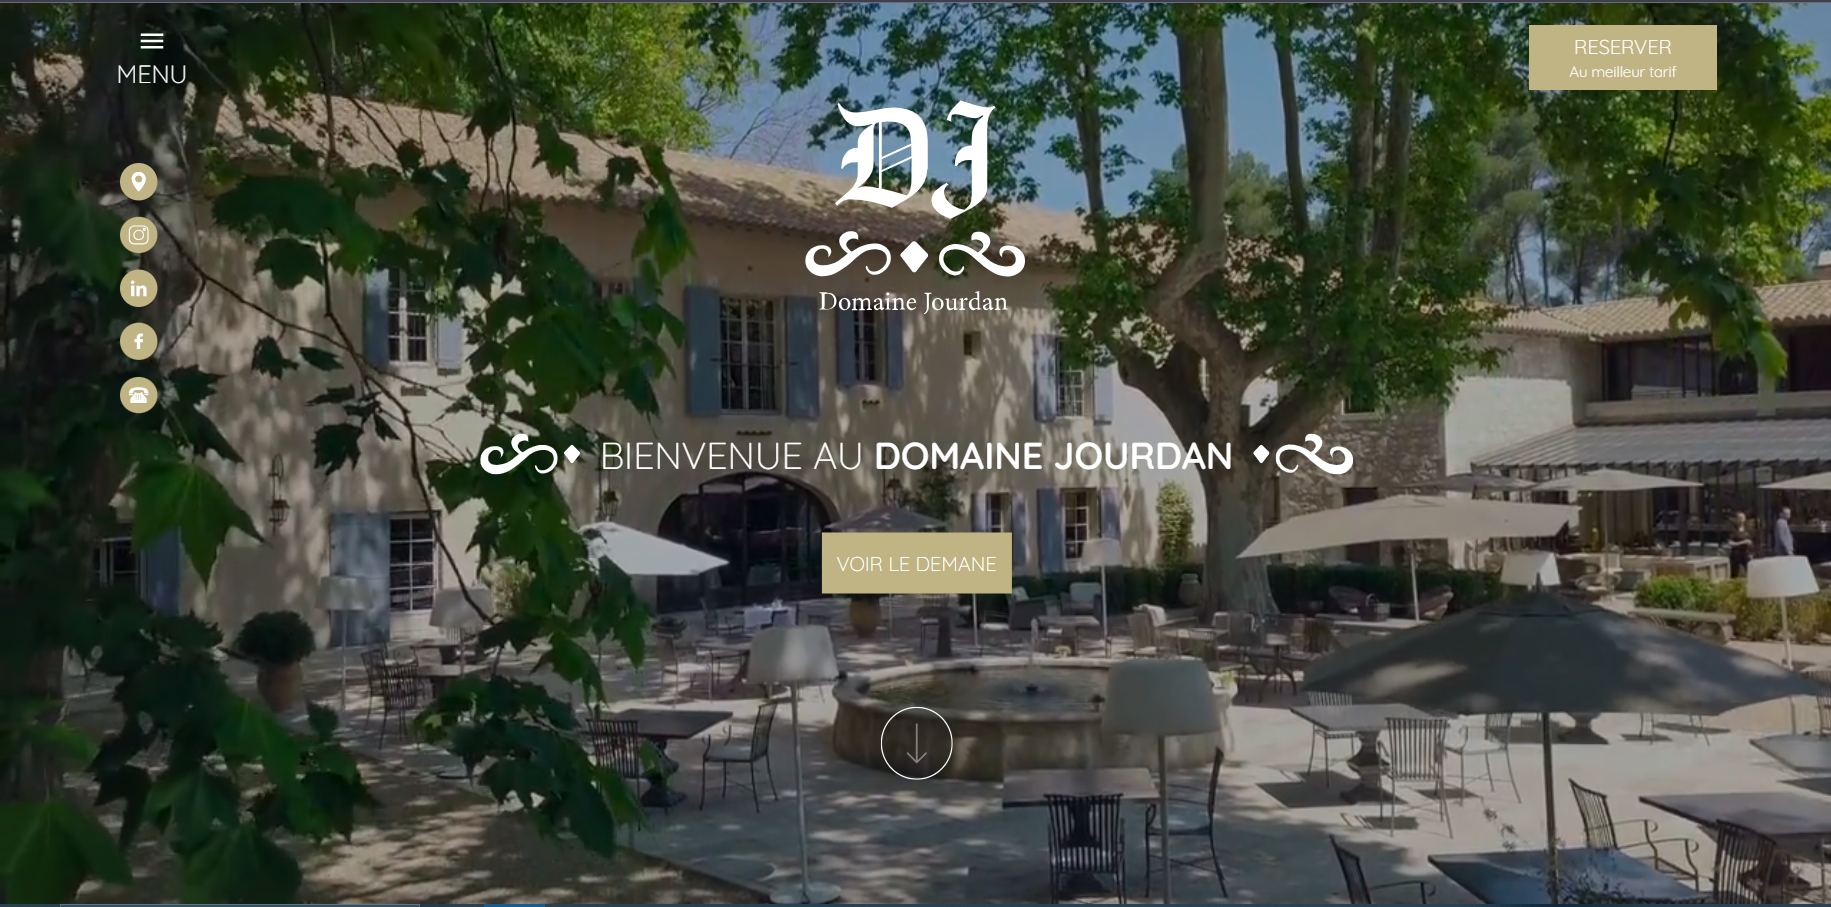 MENU
RESERVER
Au meilleur tarif
DJ
Domaine Jourdan
BIENVENUE AU DOMAINE JOURDAN
VOIR LE DEMANE